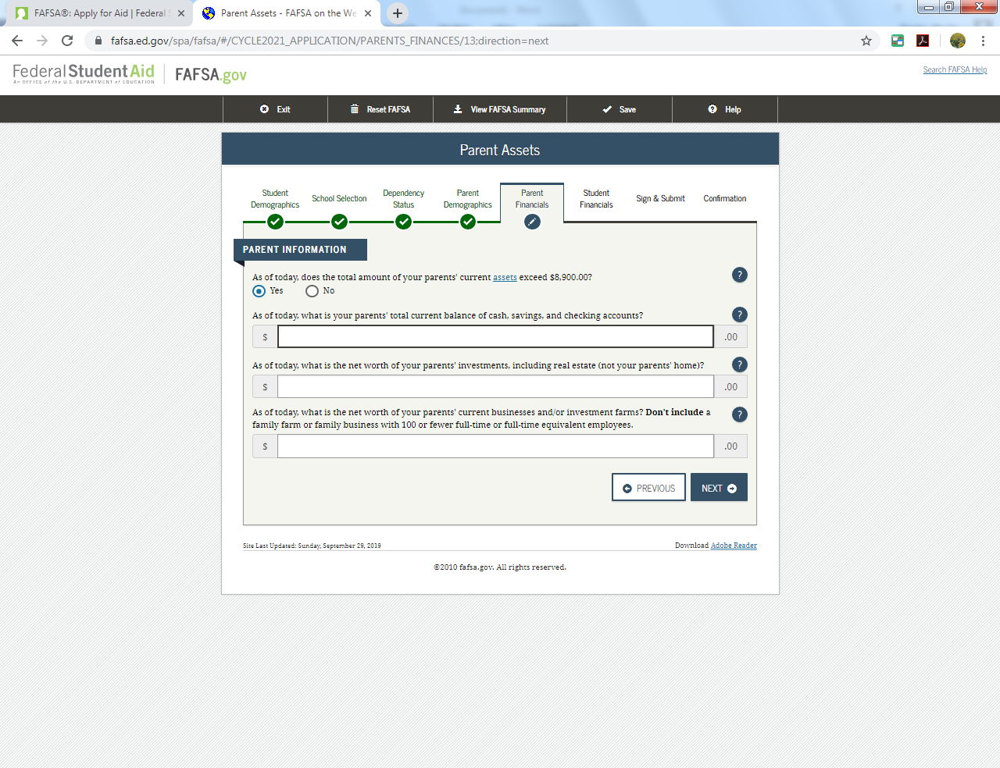 FAFSA®: Apply for Aid | Federal
Parent Assets - FAFSA on the We
fafsa.ed.gov/spa/fafsa/#/CYCLE2021_APPLICATION/PARENTS_FINANCES/13;direction=next
Federal Student Aid
An OFFICE of the U.S. DEPARTMENT of EDUCATION
FAFSA.gov
Search FAFSA Help
Exit
Reset FAFSA
View FAFSA Summary
Save
Help
Parent Assets
Student Demographics
School Selection
Dependency Status
Parent Demographics
Parent Financials
Student Financials
Sign & Submit
Confirmation
PARENT INFORMATION
As of today, does the total amount of your parents' current assets exceed $8,900.00?
?
Yes
No
As of today, what is your parents' total current balance of cash, savings, and checking accounts?
?
$
.00
As of today, what is the net worth of your parents' investments, including real estate (not your parents' home)?
?
$
.00
As of today, what is the net worth of your parents' current businesses and/or investment farms? Don't include a
family farm or family business with 100 or fewer full-time or full-time equivalent employees.
?
$
.00
PREVIOUS
NEXT
Site Last Updated: Sunday, September 29, 2019
Download Adobe Reader
©2010 fafsa.gov. All rights reserved.